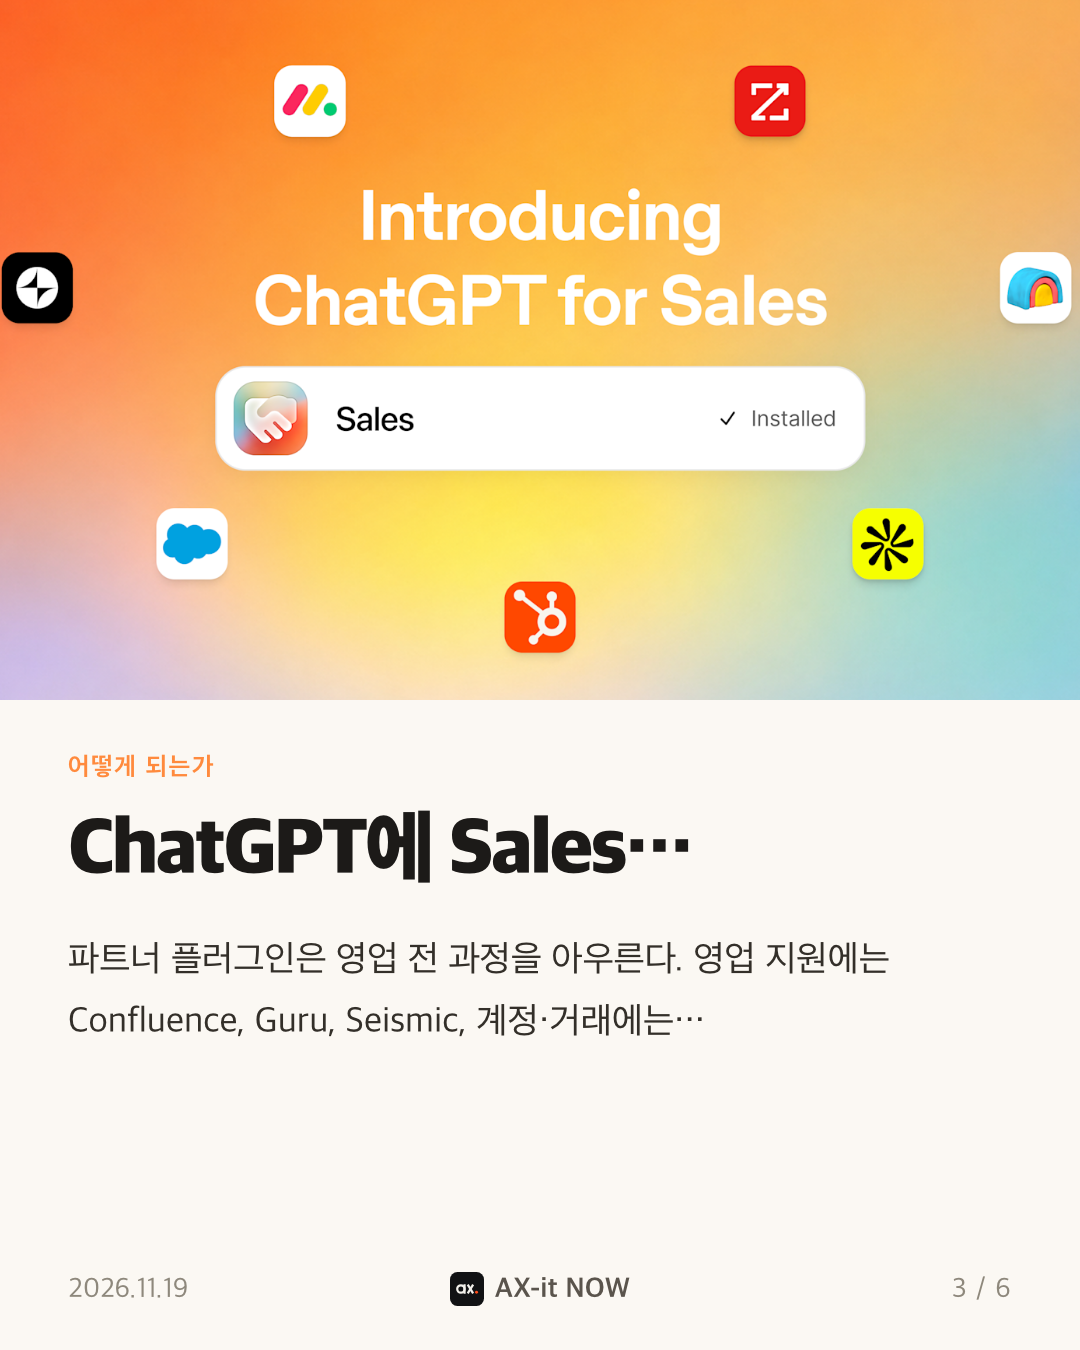 Introducing
ChatGPT for Sales
Sales
Installed
어떻게 되는가
ChatGPT에 Sales…
파트너 플러그인은 영업 전 과정을 아우른다. 영업 지원에는
Confluence, Guru, Seismic, 계정·거래에는…
2026.11.19
ax. AX-it NOW
3 / 6